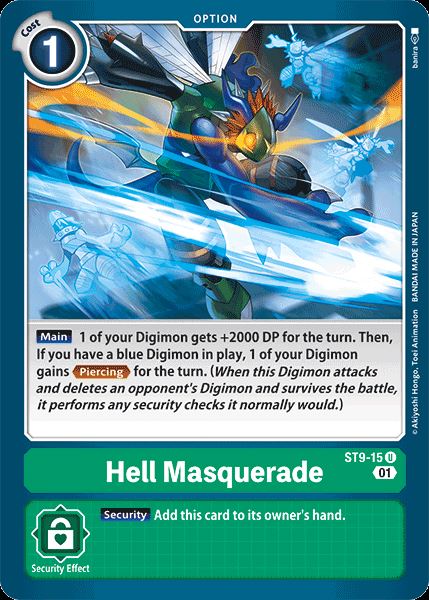 OPTION
Cost
1
banira
©Akiyoshi Hongo, Toei Animation BANDAI MADE IN JAPAN
Main 1 of your Digimon gets +2000 DP for the turn. Then,
If you have a blue Digimon in play, 1 of your Digimon
gains Piercing for the turn. (When this Digimon attacks
and deletes an opponent's Digimon and survives the battle,
it performs any security checks it normally would.)
ST9-15 U
Hell Masquerade
01
Security Add this card to its owner's hand.
Security Effect